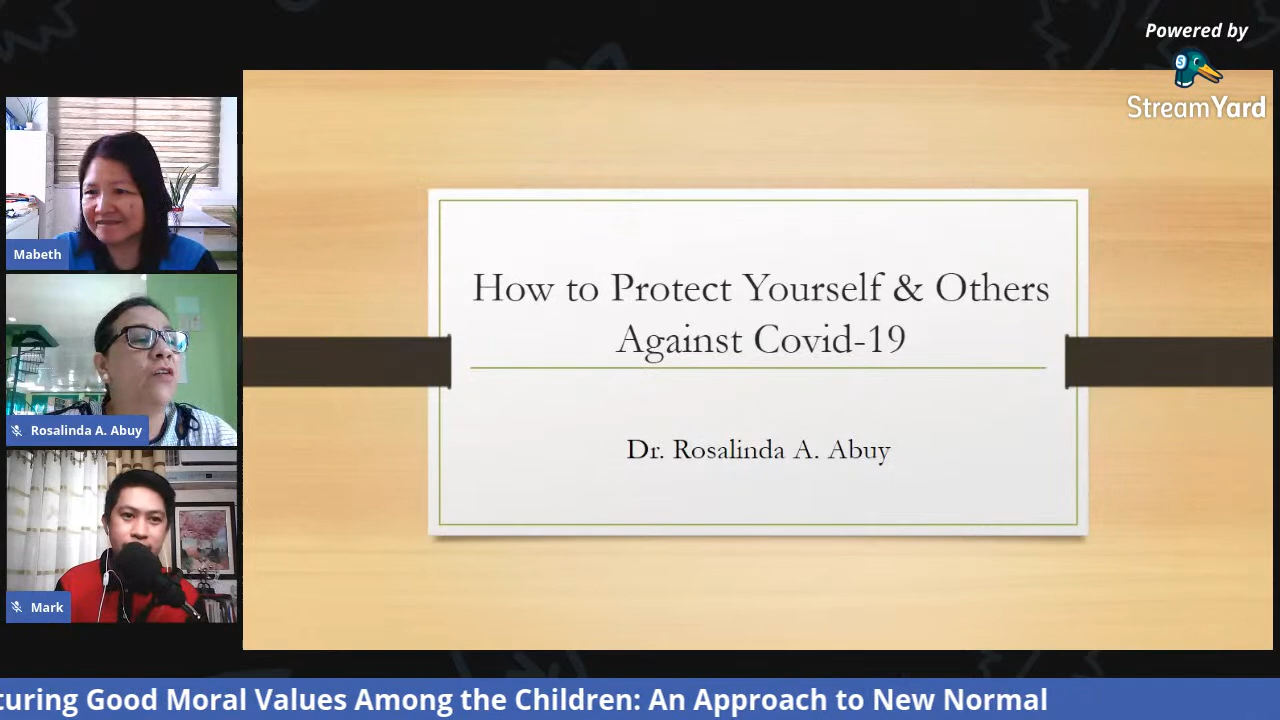 Powered by
StreamYard
Mabeth
Rosalinda A. Abuy
Mark
How to Protect Yourself & Others
Against Covid-19
Dr. Rosalinda A. Abuy
turing Good Moral Values Among the Children: An Approach to New Normal